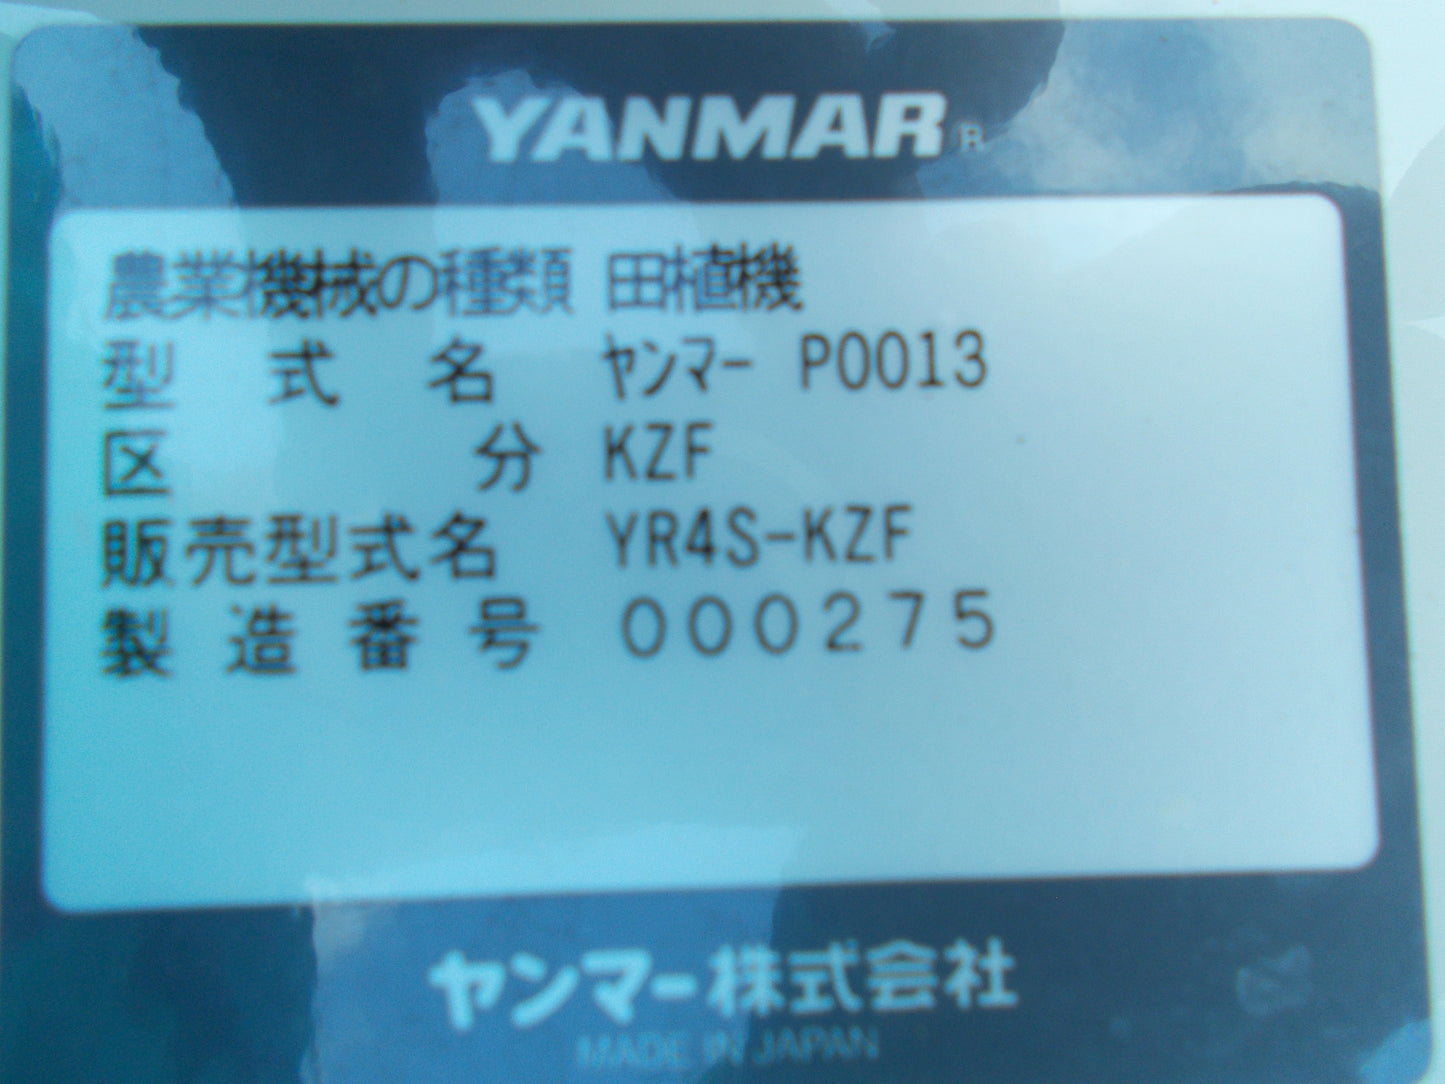 YANMAR®
農業機械の種類 田植機
型式名 ヤンマー P0013
区分 KZF
販売型式名 YR4S-KZF
製造番号 000275
ヤンマー株式会社
MADE IN JAPAN